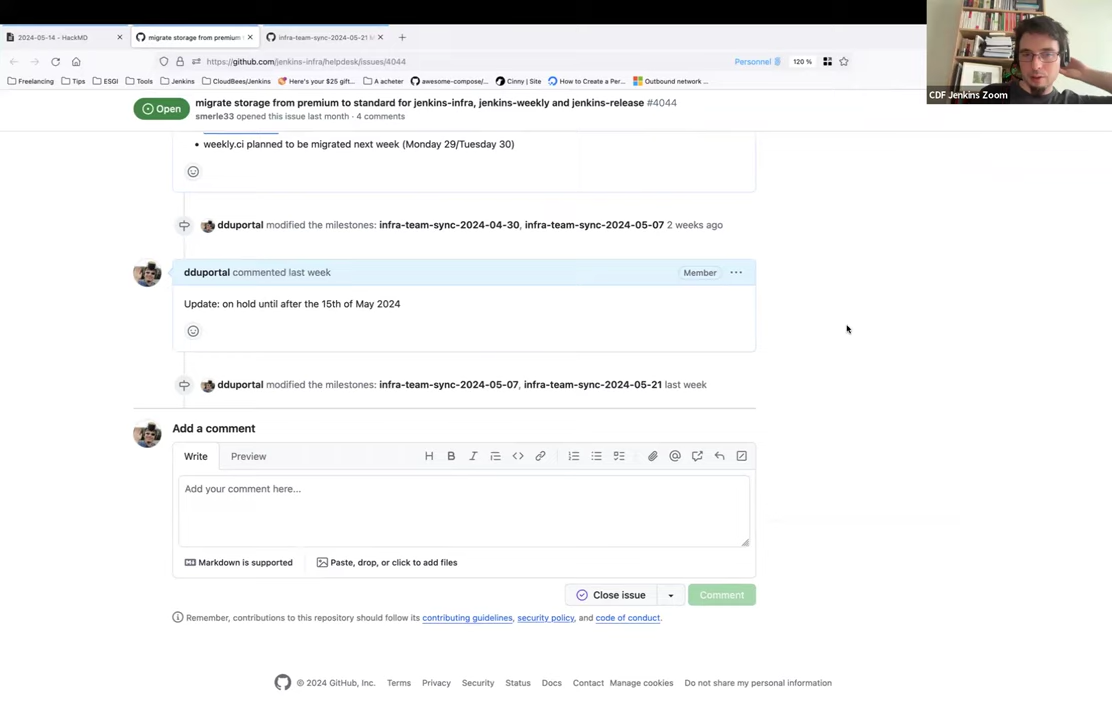 2024-05-14 - HackMD
migrate storage from premium
infra-team-sync-2024-05-21
https://github.com/jenkins-infra/helpdesk/issues/4044
Personnel
120 %
Freelancing
Tips
ESGI
Tools
Jenkins
CloudBees/Jenkins
Here's your $25 gift...
A acheter
awesome-compose/...
Cinny | Site
How to Create a Per...
Outbound network ...
CDF Jenkins Zoom
Open
migrate storage from premium to standard for jenkins-infra, jenkins-weekly and jenkins-release #4044
smerle33 opened this issue last month · 4 comments
• weekly.ci planned to be migrated next week (Monday 29/Tuesday 30)
dduportal modified the milestones: infra-team-sync-2024-04-30, infra-team-sync-2024-05-07 2 weeks ago
dduportal commented last week
Member
Update: on hold until after the 15th of May 2024
dduportal modified the milestones: infra-team-sync-2024-05-07, infra-team-sync-2024-05-21 last week
Add a comment
Write
Preview
Add your comment here...
Markdown is supported
Paste, drop, or click to add files
Close issue
Comment
Remember, contributions to this repository should follow its contributing guidelines, security policy, and code of conduct.
© 2024 GitHub, Inc.
Terms
Privacy
Security
Status
Docs
Contact
Manage cookies
Do not share my personal information